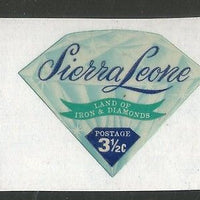 Sierra Leone
LAND OF
IRON & DIAMONDS
POSTAGE
3½c